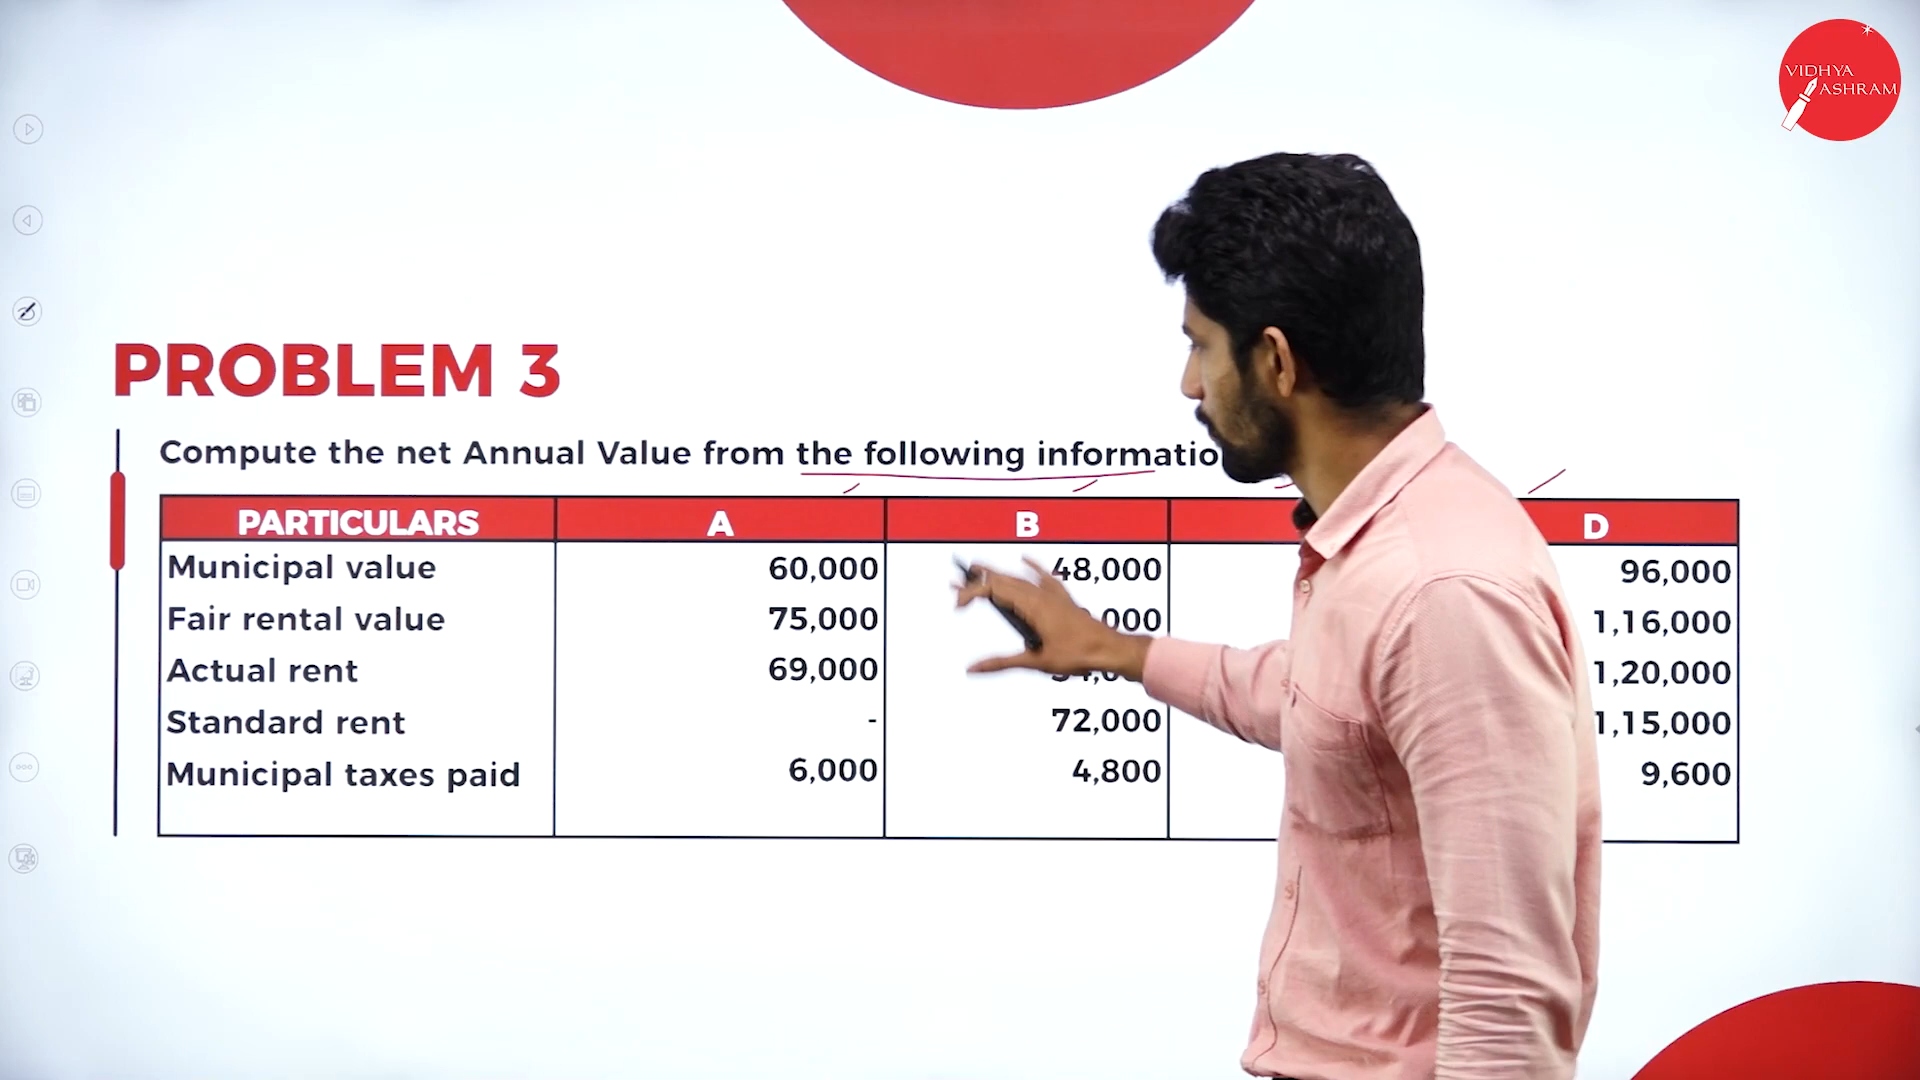 VIDHYA
ASHRAM
PROBLEM 3
Compute the net Annual Value from the following informatio
PARTICULARS A B D
Municipal value 60,000 48,000 96,000
Fair rental value 75,000 1,16,000
Actual rent 69,000 1,20,000
Standard rent - 72,000 1,15,000
Municipal taxes paid 6,000 4,800 9,600